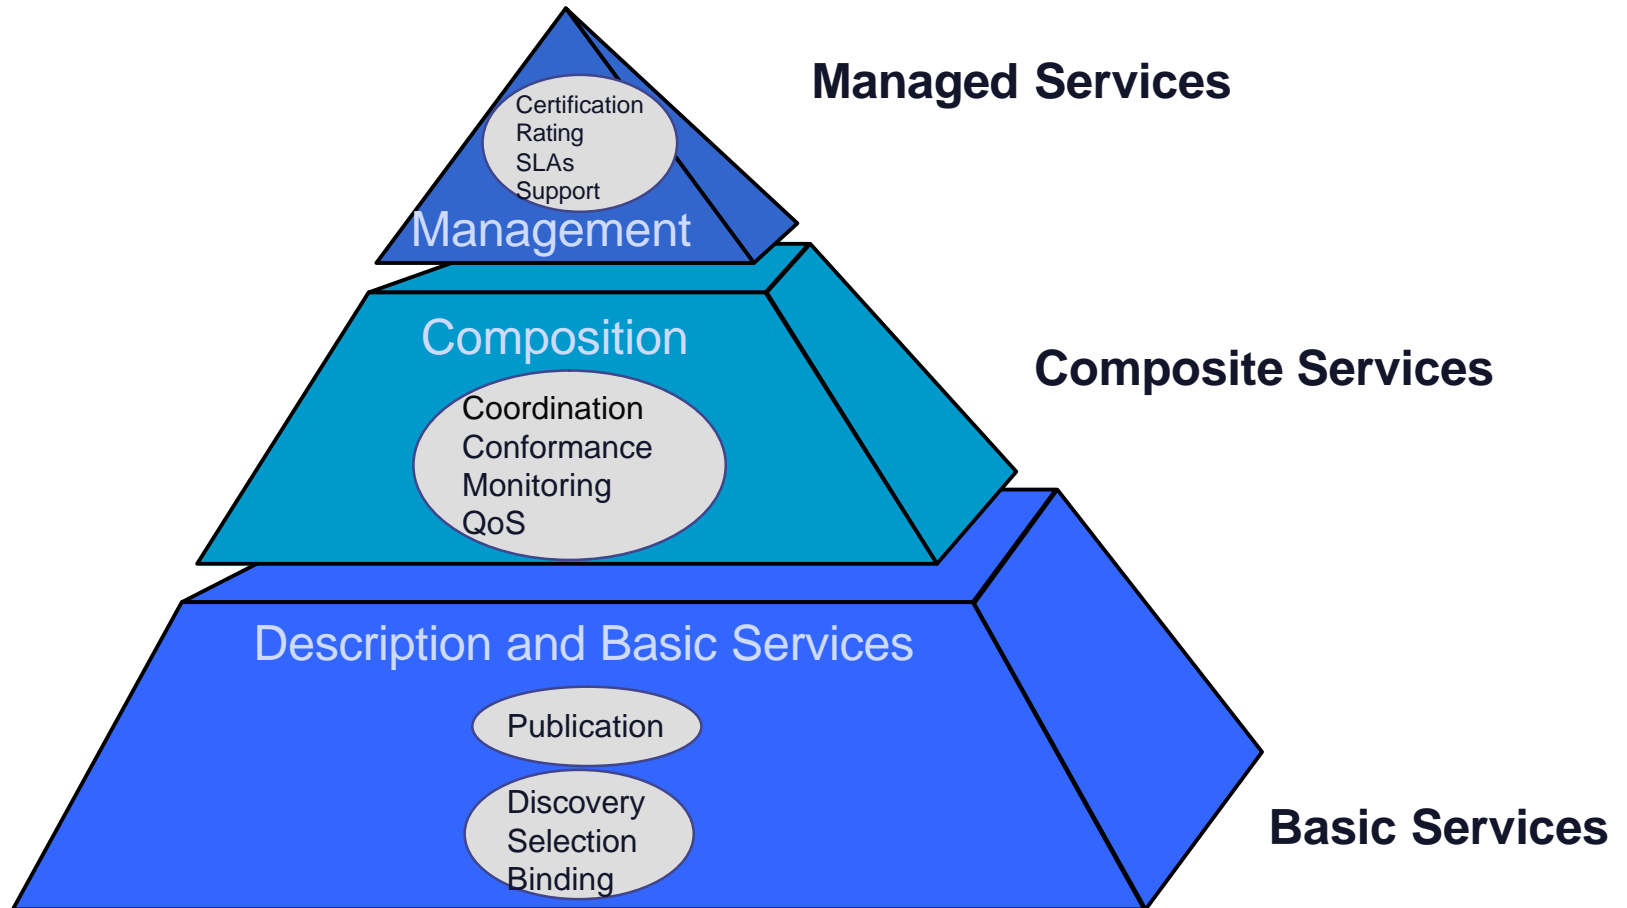 Managed Services
Certification
Rating
SLAs
Support
Management
Composition
Composite Services
Coordination
Conformance
Monitoring
QoS
Description and Basic Services
Publication
Discovery
Selection
Binding
Basic Services